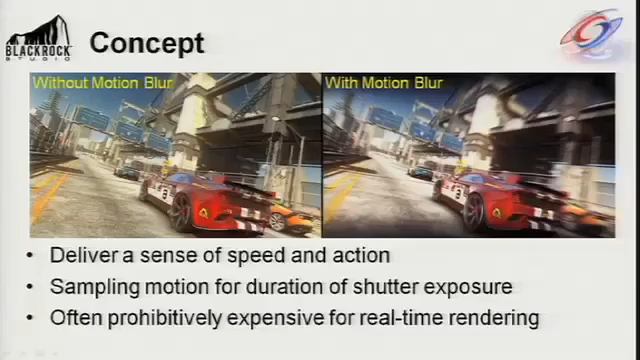 BLACKROCK
STUDIO
Concept
Without Motion Blur
With Motion Blur
• Deliver a sense of speed and action
• Sampling motion for duration of shutter exposure
• Often prohibitively expensive for real-time rendering